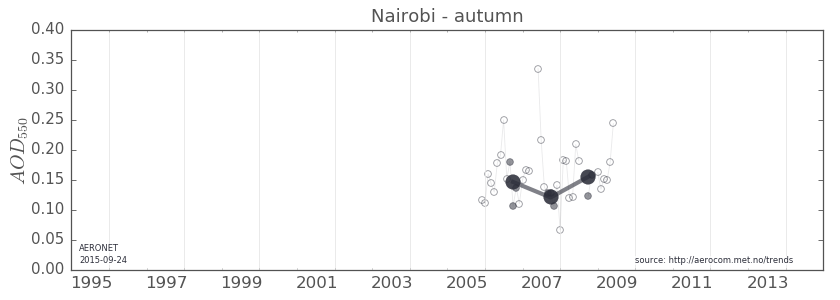 Nairobi - autumn
0.40
0.35
0.30
0.25
0.20
0.15
0.10
0.05
0.00
AOD550
AERONET
2015-09-24
source: http://aerocom.met.no/trends
1995 1997 1999 2001 2003 2005 2007 2009 2011 2013